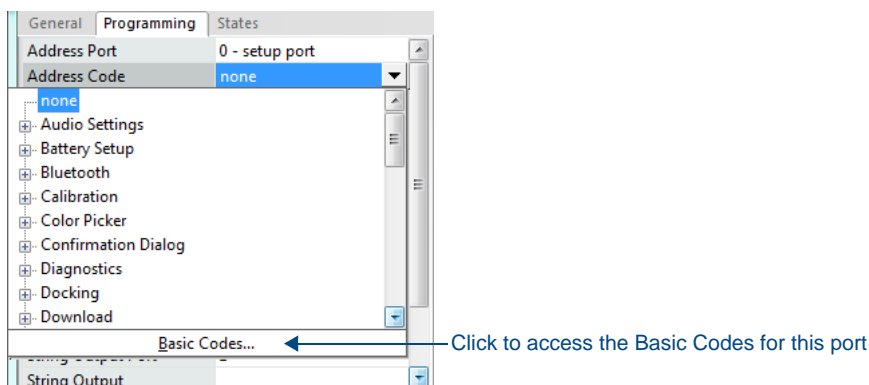 General Programming States
Address Port 0 - setup port
Address Code none
none
Audio Settings
Battery Setup
Bluetooth
Calibration
Color Picker
Confirmation Dialog
Diagnostics
Docking
Download
Basic Codes... Click to access the Basic Codes for this port
String Output